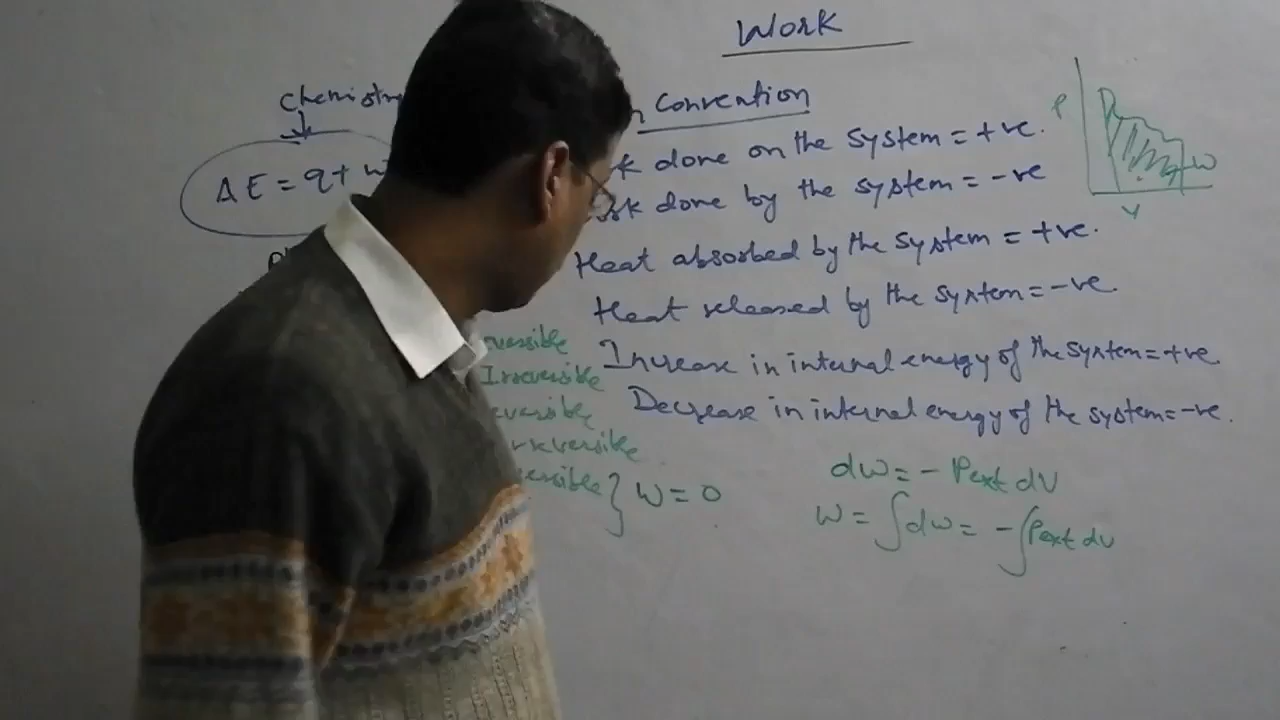 Work
Chemistry
Convention
ΔE = q + w
done on the system = +ve.
done by the system = -ve
Heat absorbed by the system = +ve.
Heat released by the system = -ve.
Increase in internal energy of the system = +ve.
Decrease in internal energy of the system = -ve.
P
W
V
Irreversible
} W = 0
dw = - Pext dV
W = ∫dw = -∫Pext dv